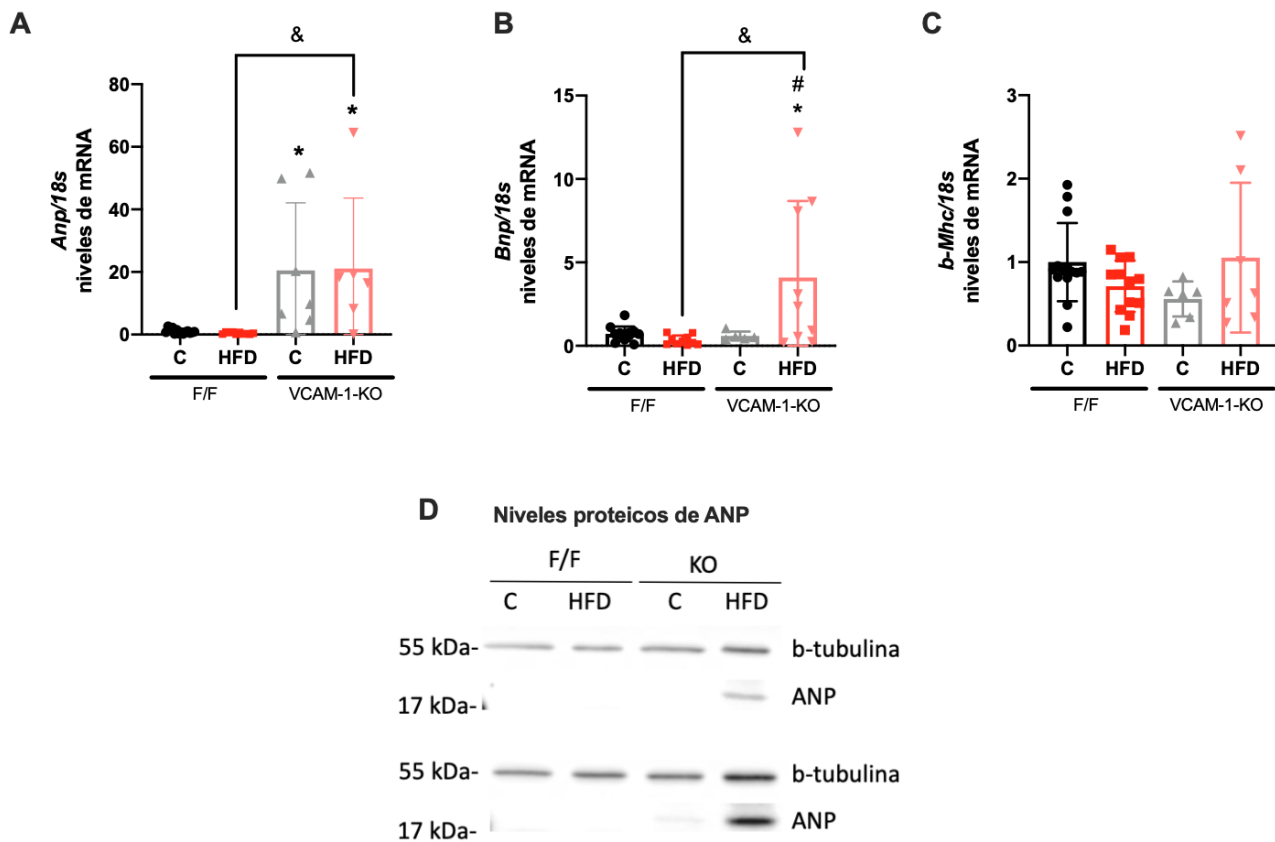 A
&
Anp/18s
niveles de mRNA
80
60
40
20
0
*
*
C
HFD
C
HFD
F/F
VCAM-1-KO
B
&
Bnp/18s
niveles de mRNA
15
10
5
0
#
*
C
HFD
C
HFD
F/F
VCAM-1-KO
C
b-Mhc/18s
niveles de mRNA
3
2
1
0
C
HFD
C
HFD
F/F
VCAM-1-KO
D Niveles proteicos de ANP
F/F KO
C HFD C HFD
55 kDa- b-tubulina
17 kDa- ANP
55 kDa- b-tubulina
17 kDa- ANP